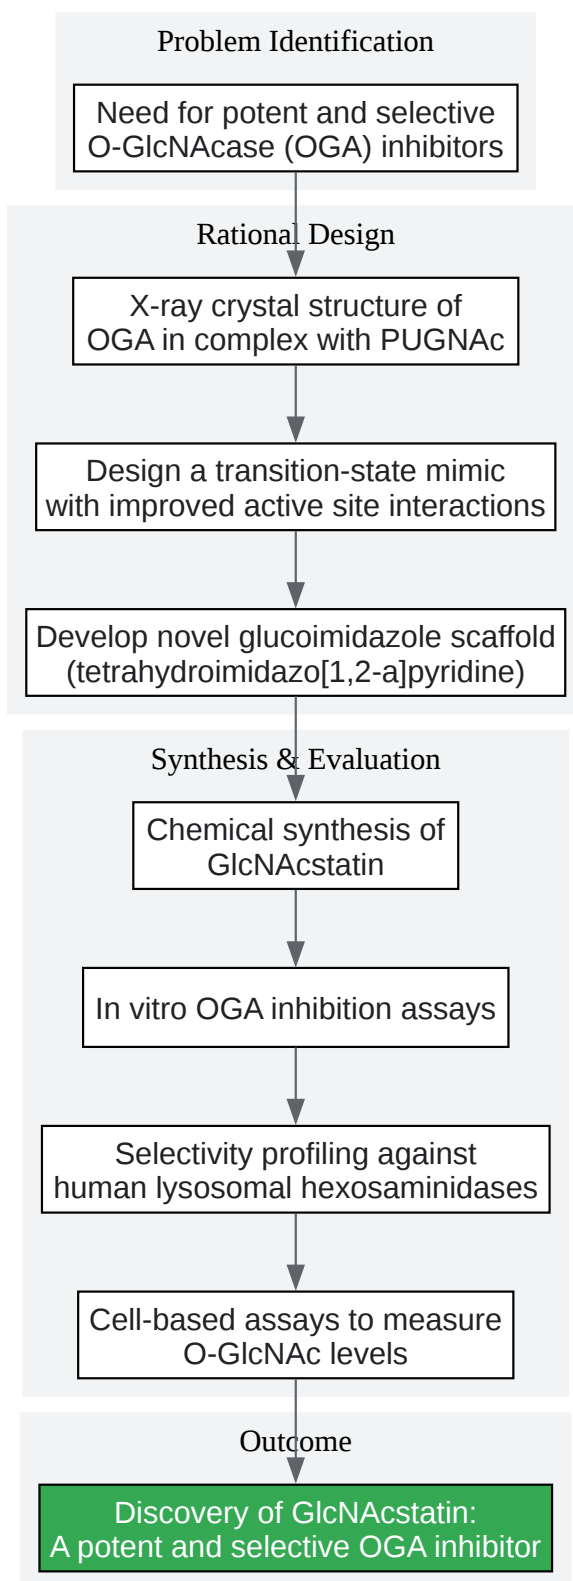 Problem Identification
Need for potent and selective
O-GlcNAcase (OGA) inhibitors
Rational Design
X-ray crystal structure of
OGA in complex with PUGNAc
Design a transition-state mimic
with improved active site interactions
Develop novel glucoimidazole scaffold
(tetrahydroimidazo[1,2-a]pyridine)
Synthesis & Evaluation
Chemical synthesis of
GlcNAcstatin
In vitro OGA inhibition assays
Selectivity profiling against
human lysosomal hexosaminidases
Cell-based assays to measure
O-GlcNAc levels
Outcome
Discovery of GlcNAcstatin:
A potent and selective OGA inhibitor